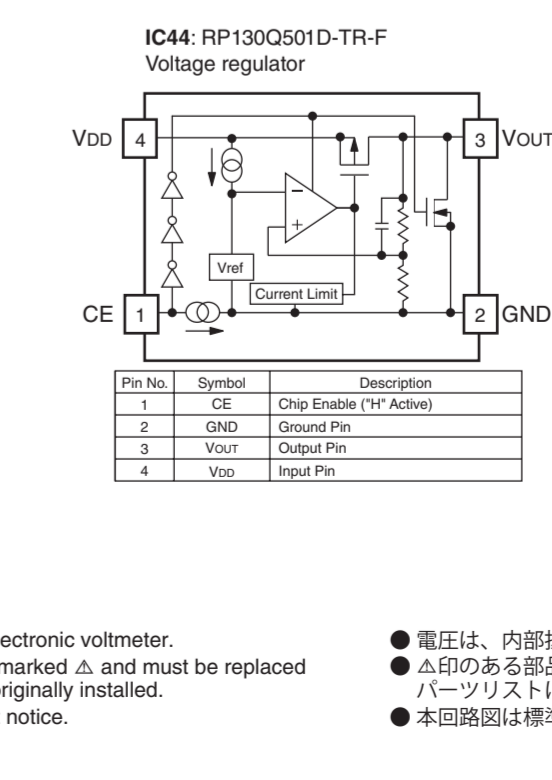 IC44: RP130Q501D-TR-F
Voltage regulator
VDD 4
3 VOUT
−
+
Vref
Current Limit
CE 1
2 GND
Pin No. Symbol Description
1 CE Chip Enable ("H" Active)
2 GND Ground Pin
3 VOUT Output Pin
4 VDD Input Pin
ectronic voltmeter.
marked ⚠ and must be replaced
riginally installed.
notice.
● 電圧は、内部
● ⚠印のある部
パーツリストに
● 本回路図は標